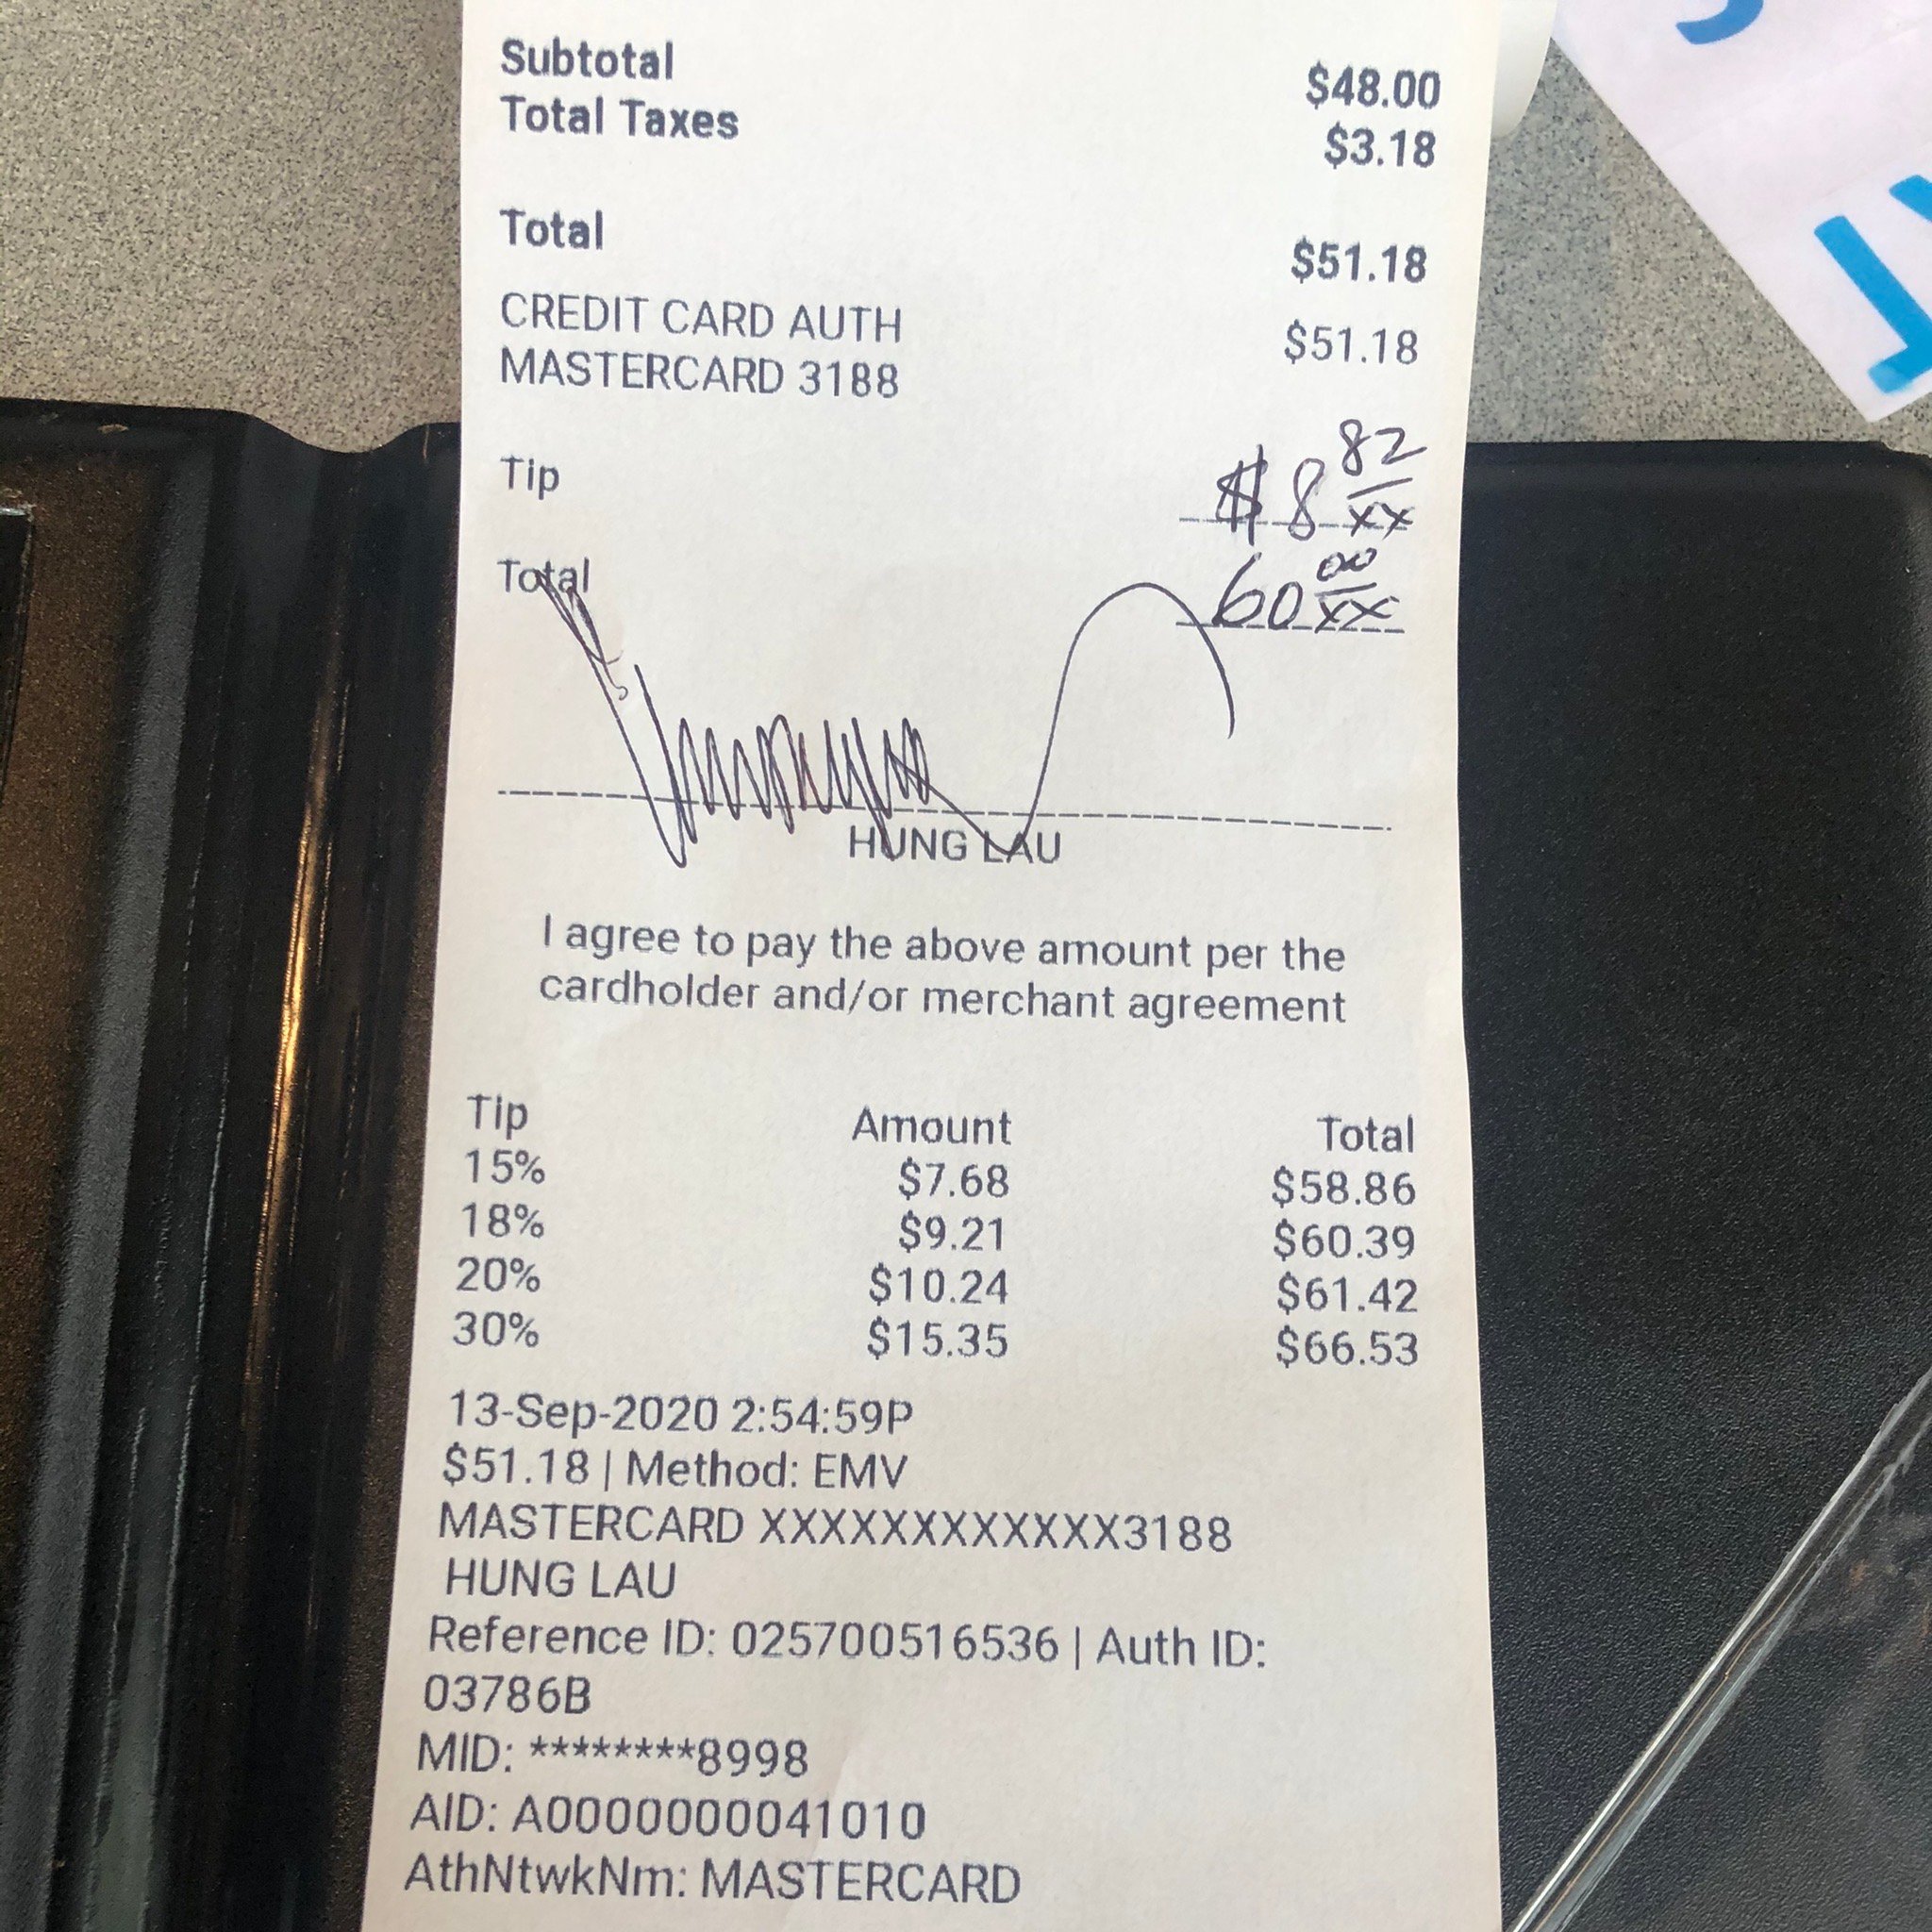 Subtotal $48.00
Total Taxes $3.18
Total $51.18
CREDIT CARD AUTH $51.18
MASTERCARD 3188
Tip $8 82/xx
Total 60 00/xx
HUNG LAU
I agree to pay the above amount per the
cardholder and/or merchant agreement
Tip Amount Total
15% $7.68 $58.86
18% $9.21 $60.39
20% $10.24 $61.42
30% $15.35 $66.53
13-Sep-2020 2:54:59P
$51.18 | Method: EMV
MASTERCARD XXXXXXXXXXXX3188
HUNG LAU
Reference ID: 025700516536 | Auth ID:
03786B
MID: ********8998
AID: A0000000041010
AthNtwkNm: MASTERCARD